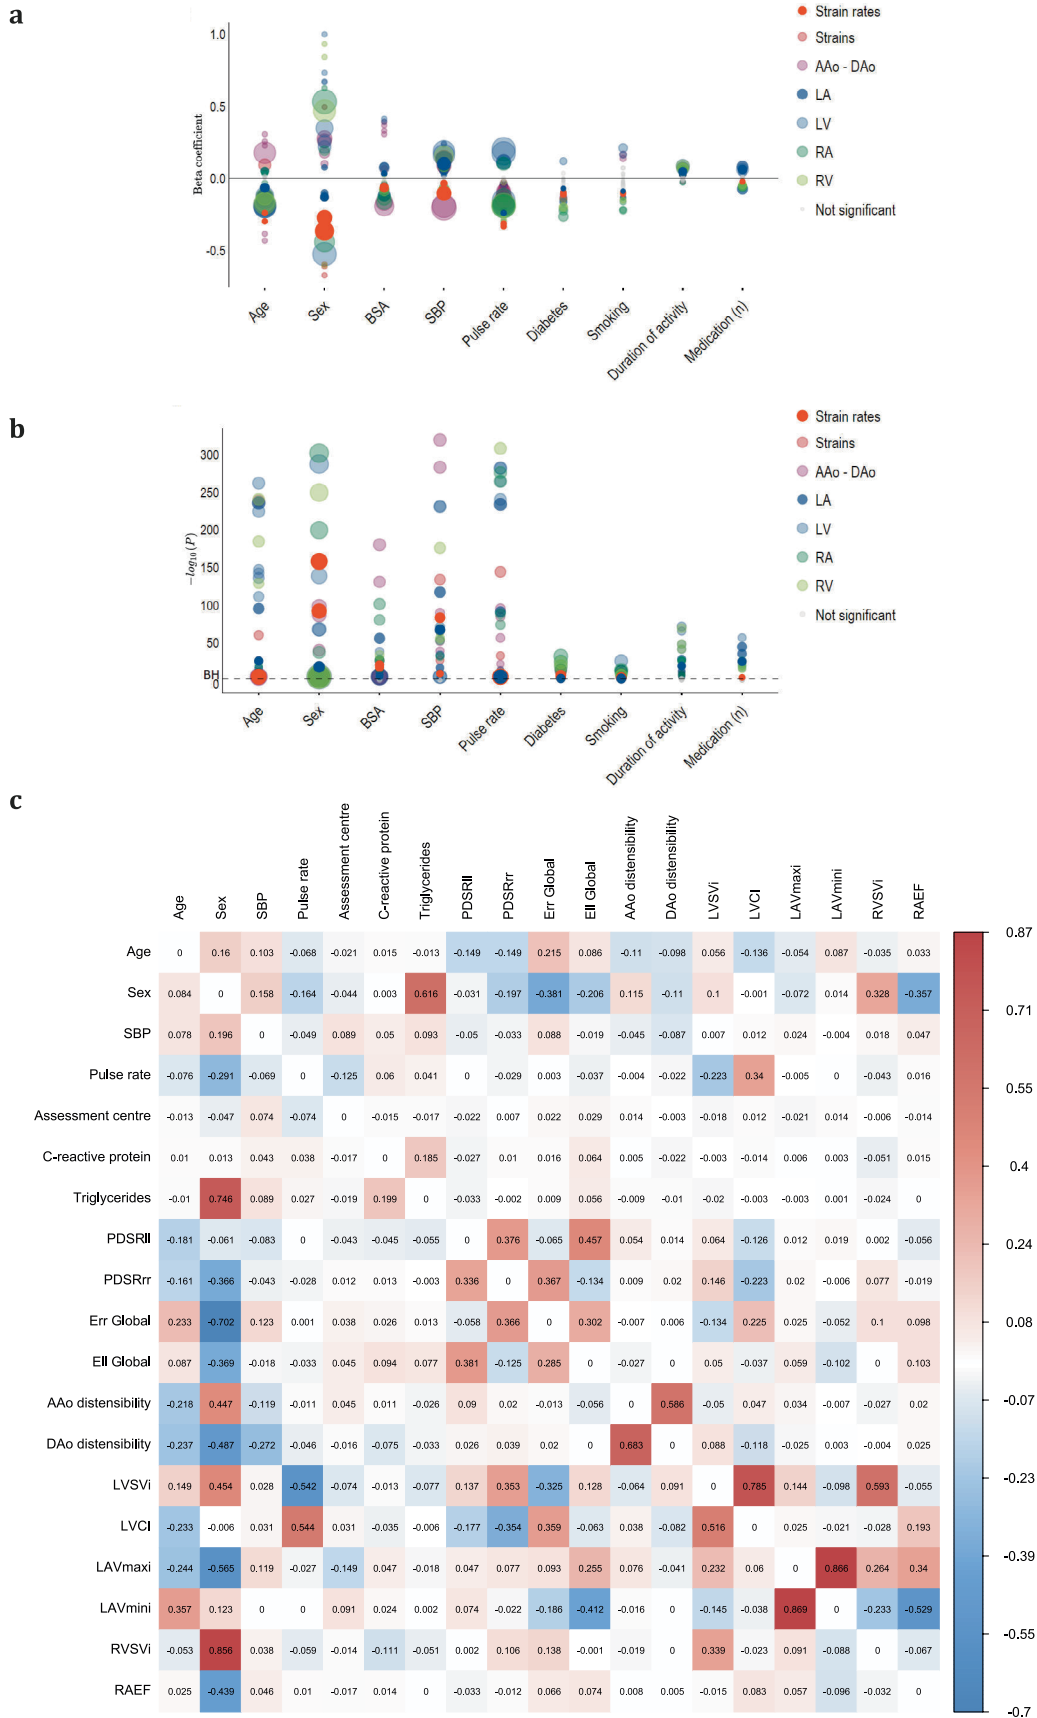 a
Strain rates
Strains
AAo - DAo
LA
LV
RA
RV
Not significant
Beta coefficient
1.0
0.5
0.0
-0.5
Age
Sex
BSA
SBP
Pulse rate
Diabetes
Smoking
Duration of activity
Medication (n)
b
Strain rates
Strains
AAo - DAo
LA
LV
RA
RV
Not significant
−log10(P)
300
250
200
150
100
50
BH
0
Age
Sex
BSA
SBP
Pulse rate
Diabetes
Smoking
Duration of activity
Medication (n)
c
Age Sex SBP Pulse rate Assessment centre C-reactive protein Triglycerides PDSRll PDSRrr Err Global Ell Global AAo distensibility DAo distensibility LVSVi LVCI LAVmaxi LAVmini RVSVi RAEF
Age 0 0.16 0.103 -0.068 -0.021 0.015 -0.013 -0.149 -0.149 0.215 0.086 -0.11 -0.098 0.056 -0.136 -0.054 0.087 -0.035 0.033
Sex 0.084 0 0.158 -0.164 -0.044 0.003 0.616 -0.031 -0.197 -0.381 -0.206 0.115 -0.11 0.1 -0.001 -0.072 0.014 0.328 -0.357
SBP 0.078 0.196 0 -0.049 0.089 0.05 0.093 -0.05 -0.033 0.088 -0.019 -0.045 -0.087 0.007 0.012 0.024 -0.004 0.018 0.047
Pulse rate -0.076 -0.291 -0.069 0 -0.125 0.06 0.041 0 -0.029 0.003 -0.037 -0.004 -0.022 -0.223 0.34 -0.005 0 -0.043 0.016
Assessment centre -0.013 -0.047 0.074 -0.074 0 -0.015 -0.017 -0.022 0.007 0.022 0.029 0.014 -0.003 -0.018 0.012 -0.021 0.014 -0.006 -0.014
C-reactive protein 0.01 0.013 0.043 0.038 -0.017 0 0.185 -0.027 0.01 0.016 0.064 0.005 -0.022 -0.003 -0.014 0.006 0.003 -0.051 0.015
Triglycerides -0.01 0.746 0.089 0.027 -0.019 0.199 0 -0.033 -0.002 0.009 0.056 -0.009 -0.01 -0.02 -0.003 -0.003 0.001 -0.024 0
PDSRll -0.181 -0.061 -0.083 0 -0.043 -0.045 -0.055 0 0.376 -0.065 0.457 0.054 0.014 0.064 -0.126 0.012 0.019 0.002 -0.056
PDSRrr -0.161 -0.366 -0.043 -0.028 0.012 0.013 -0.003 0.336 0 0.367 -0.134 0.009 0.02 0.146 -0.223 0.02 -0.006 0.077 -0.019
Err Global 0.233 -0.702 0.123 0.001 0.038 0.026 0.013 -0.058 0.366 0 0.302 -0.007 0.006 -0.134 0.225 0.025 -0.052 0.1 0.098
Ell Global 0.087 -0.369 -0.018 -0.033 0.045 0.094 0.077 0.381 -0.125 0.285 0 -0.027 0 0.05 -0.037 0.059 -0.102 0 0.103
AAo distensibility -0.218 0.447 -0.119 -0.011 0.045 0.011 -0.026 0.09 0.02 -0.013 -0.056 0 0.586 -0.05 0.047 0.034 -0.007 -0.027 0.02
DAo distensibility -0.237 -0.487 -0.272 -0.046 -0.016 -0.075 -0.033 0.026 0.039 0.02 0 0.683 0 0.088 -0.118 -0.025 0.003 -0.004 0.025
LVSVi 0.149 0.454 0.028 -0.542 -0.074 -0.013 -0.077 0.137 0.353 -0.325 0.128 -0.064 0.091 0 0.785 0.144 -0.098 0.593 -0.055
LVCI -0.233 -0.006 0.031 0.544 0.031 -0.035 -0.006 -0.177 -0.354 0.359 -0.063 0.038 -0.082 0.516 0 0.025 -0.021 -0.028 0.193
LAVmaxi -0.244 -0.565 0.119 -0.027 -0.149 0.047 -0.018 0.047 0.077 0.093 0.255 0.076 -0.041 0.232 0.06 0 0.866 0.264 0.34
LAVmini 0.357 0.123 0 0 0.091 0.024 0.002 0.074 -0.022 -0.186 -0.412 -0.016 0 -0.145 -0.038 0.869 0 -0.233 -0.529
RVSVi -0.053 0.856 0.038 -0.059 -0.014 -0.111 -0.051 0.002 0.106 0.138 -0.001 -0.019 0 0.339 -0.023 0.091 -0.088 0 -0.067
RAEF 0.025 -0.439 0.046 0.01 -0.017 0.014 0 -0.033 -0.012 0.066 0.074 0.008 0.005 -0.015 0.083 0.057 -0.096 -0.032 0
0.87
0.71
0.55
0.4
0.24
0.08
-0.07
-0.23
-0.39
-0.55
-0.7